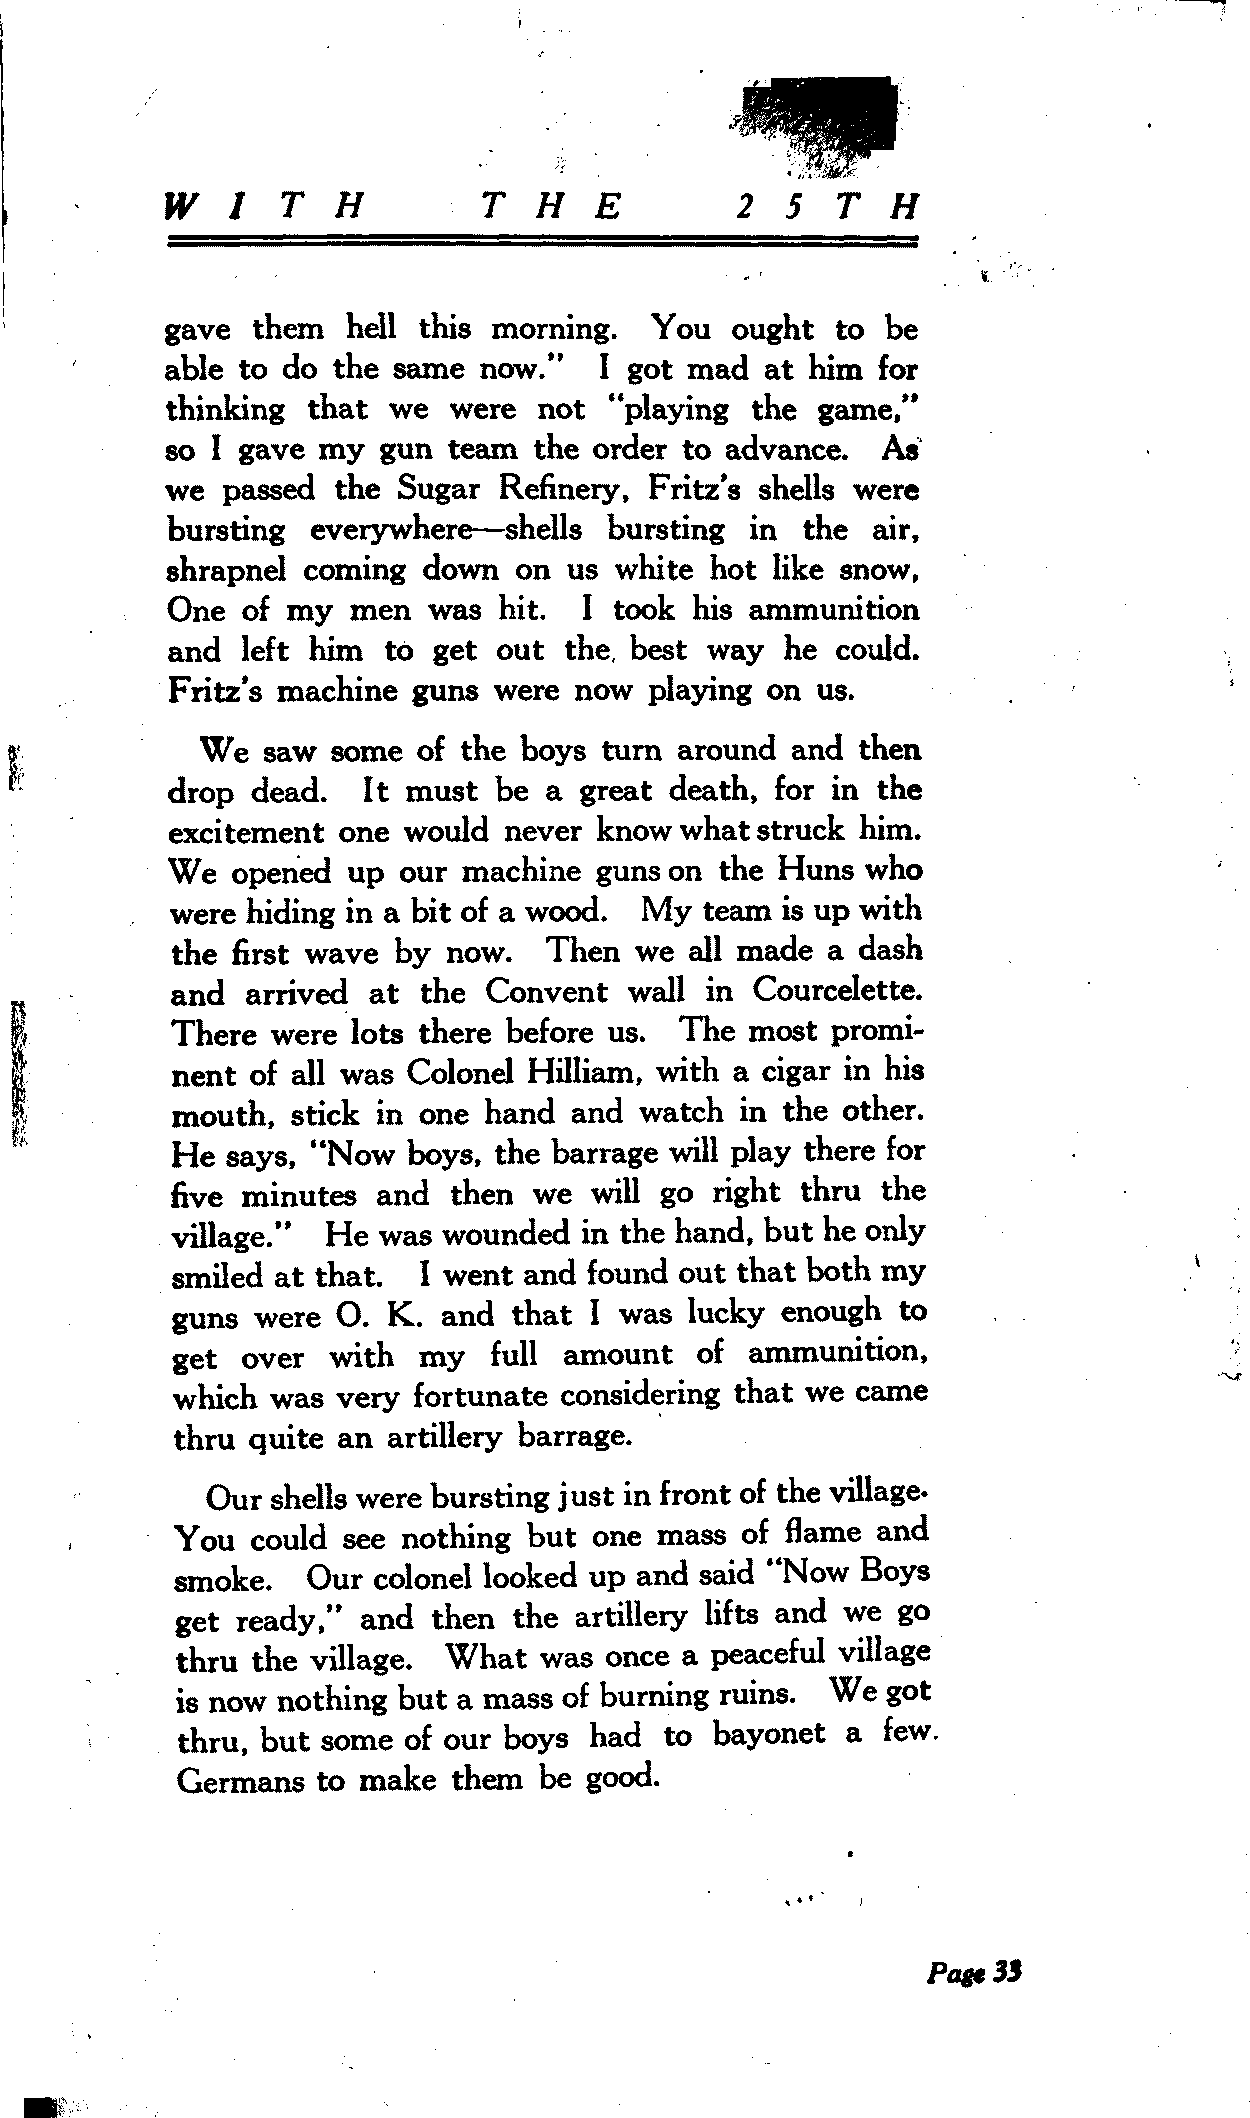 WITH THE 25TH
gave them hell this morning. You ought to be
able to do the same now." I got mad at him for
thinking that we were not "playing the game,"
so I gave my gun team the order to advance. As
we passed the Sugar Refinery, Fritz's shells were
bursting everywhere—shells bursting in the air,
shrapnel coming down on us white hot like snow,
One of my men was hit. I took his ammunition
and left him to get out the, best way he could.
Fritz's machine guns were now playing on us.
We saw some of the boys turn around and then
drop dead. It must be a great death, for in the
excitement one would never know what struck him.
We opened up our machine guns on the Huns who
were hiding in a bit of a wood. My team is up with
the first wave by now. Then we all made a dash
and arrived at the Convent wall in Courcelette.
There were lots there before us. The most promi-
nent of all was Colonel Hilliam, with a cigar in his
mouth, stick in one hand and watch in the other.
He says, "Now boys, the barrage will play there for
five minutes and then we will go right thru the
village." He was wounded in the hand, but he only
smiled at that. I went and found out that both my
guns were O. K. and that I was lucky enough to
get over with my full amount of ammunition,
which was very fortunate considering that we came
thru quite an artillery barrage.
Our shells were bursting just in front of the village.
You could see nothing but one mass of flame and
smoke. Our colonel looked up and said "Now Boys
get ready," and then the artillery lifts and we go
thru the village. What was once a peaceful village
is now nothing but a mass of burning ruins. We got
thru, but some of our boys had to bayonet a few.
Germans to make them be good.
Page 33